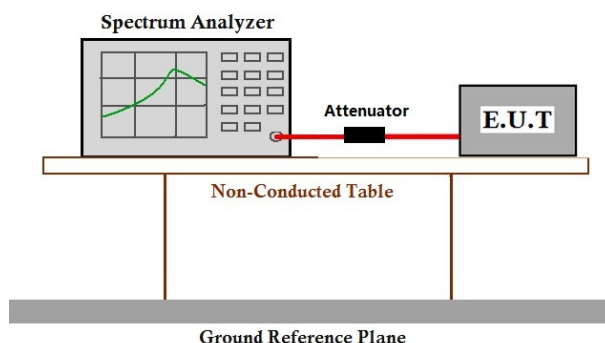 Spectrum Analyzer
Attenuator
E.U.T
Non-Conducted Table
Ground Reference Plane